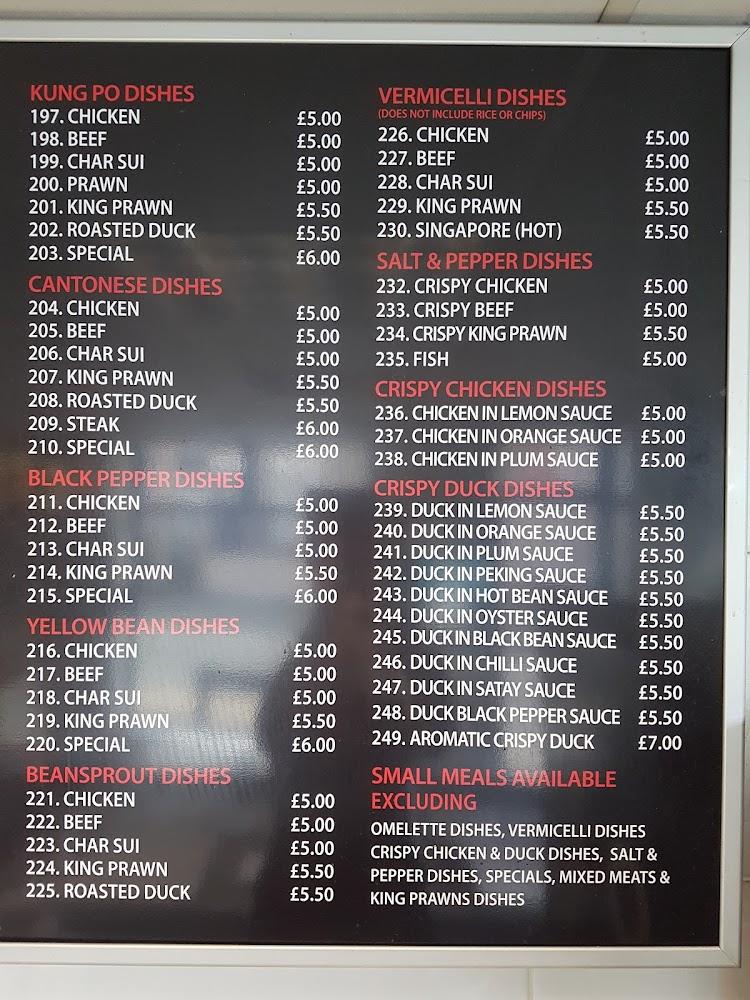 KUNG PO DISHES
197. CHICKEN £5.00
198. BEEF £5.00
199. CHAR SUI £5.00
200. PRAWN £5.00
201. KING PRAWN £5.50
202. ROASTED DUCK £5.50
203. SPECIAL £6.00
CANTONESE DISHES
204. CHICKEN £5.00
205. BEEF £5.00
206. CHAR SUI £5.00
207. KING PRAWN £5.50
208. ROASTED DUCK £5.50
209. STEAK £6.00
210. SPECIAL £6.00
BLACK PEPPER DISHES
211. CHICKEN £5.00
212. BEEF £5.00
213. CHAR SUI £5.00
214. KING PRAWN £5.50
215. SPECIAL £6.00
YELLOW BEAN DISHES
216. CHICKEN £5.00
217. BEEF £5.00
218. CHAR SUI £5.00
219. KING PRAWN £5.50
220. SPECIAL £6.00
BEANSPROUT DISHES
221. CHICKEN £5.00
222. BEEF £5.00
223. CHAR SUI £5.00
224. KING PRAWN £5.50
225. ROASTED DUCK £5.50
VERMICELLI DISHES
(DOES NOT INCLUDE RICE OR CHIPS)
226. CHICKEN £5.00
227. BEEF £5.00
228. CHAR SUI £5.00
229. KING PRAWN £5.50
230. SINGAPORE (HOT) £5.50
SALT & PEPPER DISHES
232. CRISPY CHICKEN £5.00
233. CRISPY BEEF £5.00
234. CRISPY KING PRAWN £5.50
235. FISH £5.00
CRISPY CHICKEN DISHES
236. CHICKEN IN LEMON SAUCE £5.00
237. CHICKEN IN ORANGE SAUCE £5.00
238. CHICKEN IN PLUM SAUCE £5.00
CRISPY DUCK DISHES
239. DUCK IN LEMON SAUCE £5.50
240. DUCK IN ORANGE SAUCE £5.50
241. DUCK IN PLUM SAUCE £5.50
242. DUCK IN PEKING SAUCE £5.50
243. DUCK IN HOT BEAN SAUCE £5.50
244. DUCK IN OYSTER SAUCE £5.50
245. DUCK IN BLACK BEAN SAUCE £5.50
246. DUCK IN CHILLI SAUCE £5.50
247. DUCK IN SATAY SAUCE £5.50
248. DUCK BLACK PEPPER SAUCE £5.50
249. AROMATIC CRISPY DUCK £7.00
SMALL MEALS AVAILABLE
EXCLUDING
OMELETTE DISHES, VERMICELLI DISHES
CRISPY CHICKEN & DUCK DISHES, SALT &
PEPPER DISHES, SPECIALS, MIXED MEATS &
KING PRAWNS DISHES